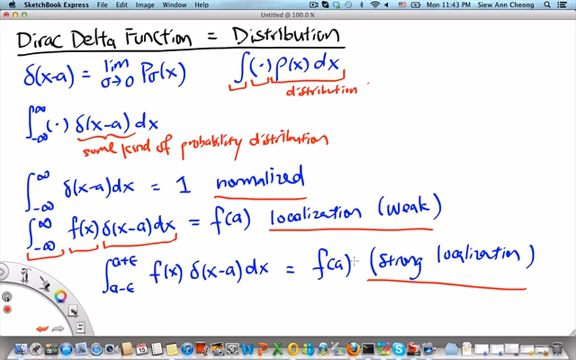 SketchBookExpress File Edit Image Window Help Mon 11:43 PM Siew Ann Cheong
Untitled @ 100.0 %
Dirac Delta Function = Distribution
δ(x-a) = lim σ→0 Pσ(x) ∫(·) ρ(x) dx
distribution
∫_{-∞}^{∞} (·) δ(x-a) dx
some kind of probability distribution
∫_{-∞}^{∞} δ(x-a) dx = 1 normalized
∫_{-∞}^{∞} f(x) δ(x-a) dx = f(a) localization (weak)
∫_{a-ε}^{a+ε} f(x) δ(x-a) dx = f(a) (strong localization)